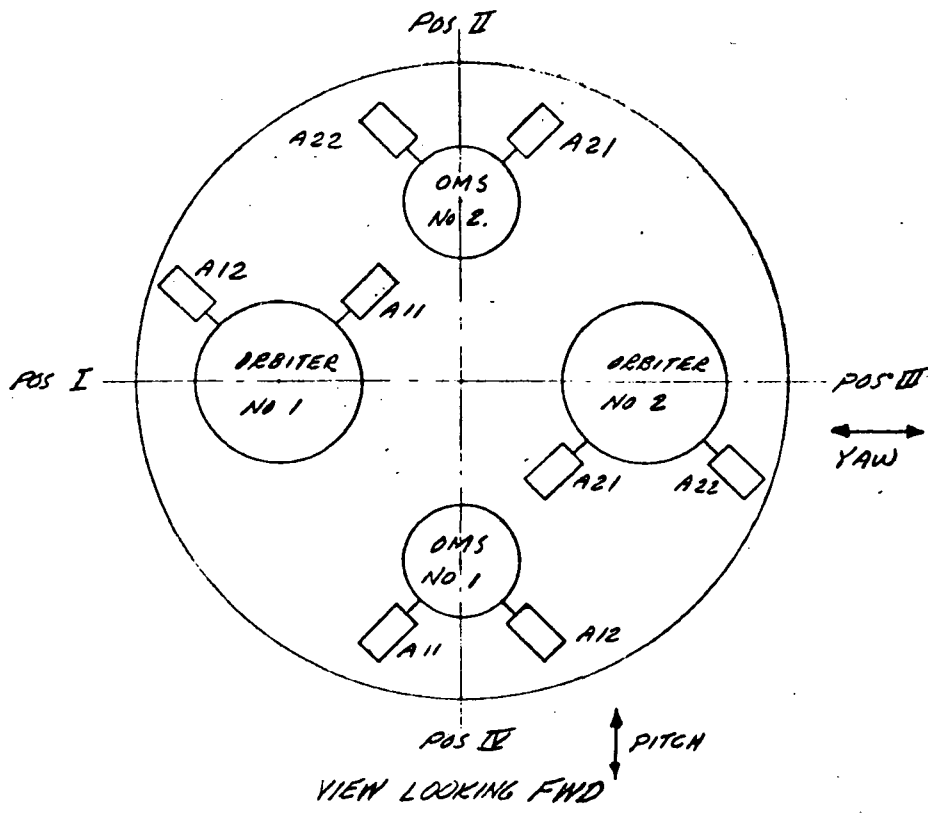 POS II
A22
A21
OMS
NO 2.
A12
A11
POS I
ORBITER
NO 1
ORBITER
NO 2
POS III
YAW
A21
A22
OMS
NO 1
A11
A12
POS IV
PITCH
VIEW LOOKING FWD